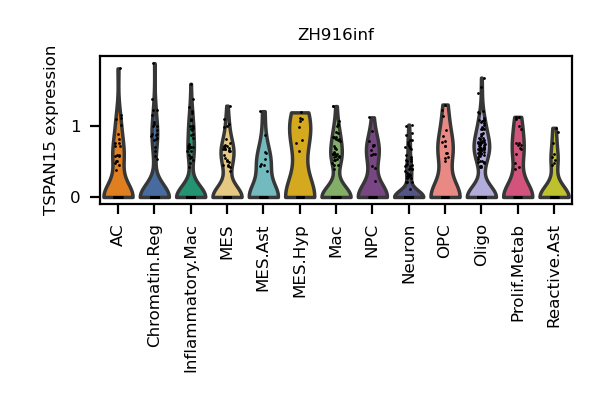 ZH916inf
TSPAN15 expression
1
0
AC
Chromatin.Reg
Inflammatory.Mac
MES
MES.Ast
MES.Hyp
Mac
NPC
Neuron
OPC
Oligo
Prolif.Metab
Reactive.Ast